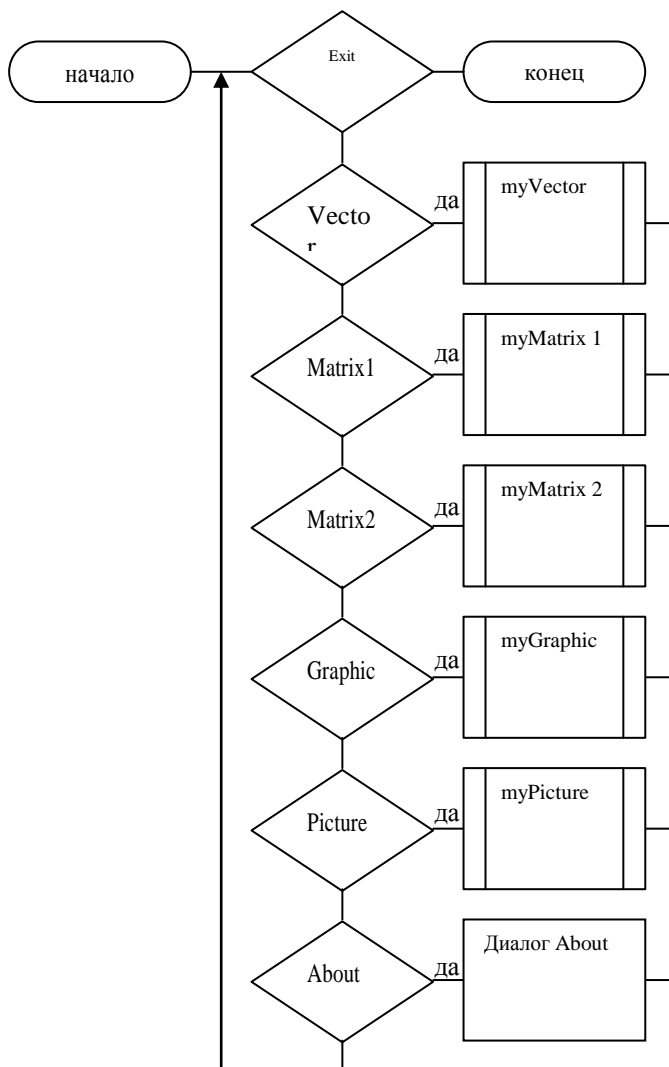 начало
Exit
конец
Vecto
r
да
myVector
Matrix1
да
myMatrix 1
Matrix2
да
myMatrix 2
Graphic
да
myGraphic
Picture
да
myPicture
About
да
Диалог About